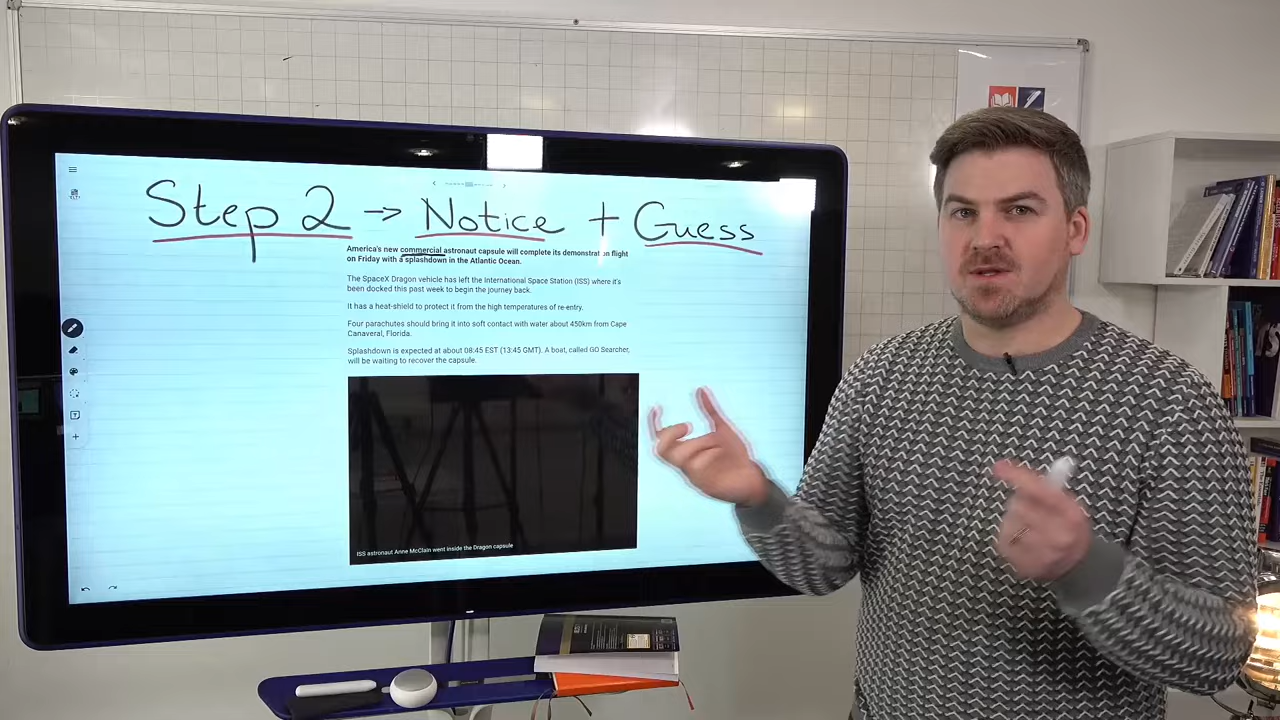 Step 2 → Notice + Guess
America's new commercial astronaut capsule will complete its demonstration flight
on Friday with a splashdown in the Atlantic Ocean.
The SpaceX Dragon vehicle has left the International Space Station (ISS) where it's
been docked this past week to begin the journey back.
It has a heat-shield to protect it from the high temperatures of re-entry.
Four parachutes should bring it into soft contact with water about 450km from Cape
Canaveral, Florida.
Splashdown is expected at about 08:45 EST (13:45 GMT). A boat, called GO Searcher,
will be waiting to recover the capsule.
ISS astronaut Anne McClain went inside the Dragon capsule